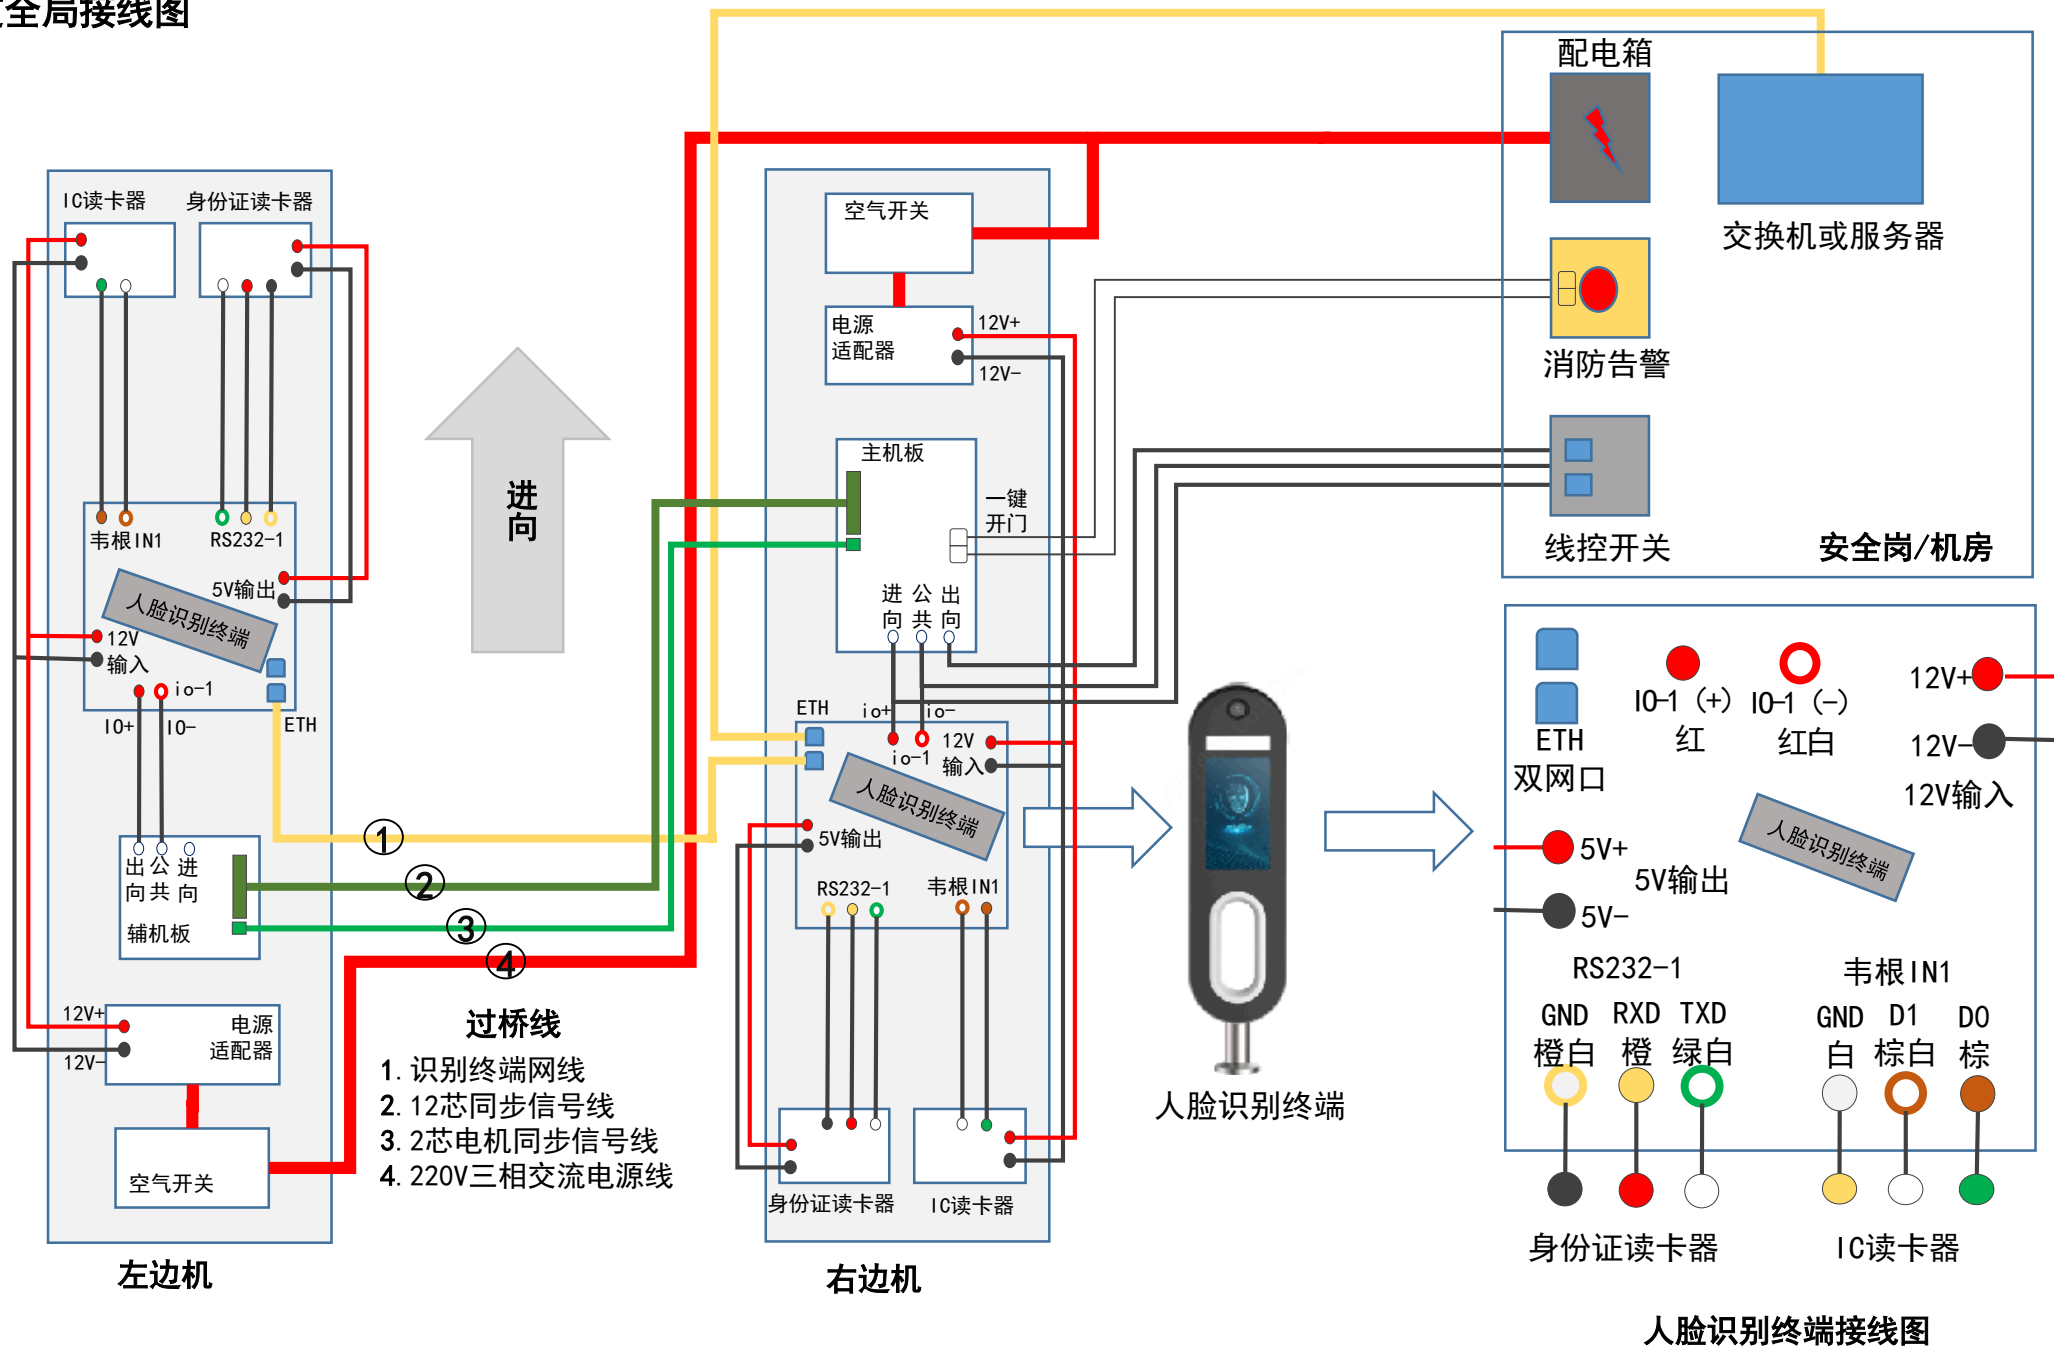 全局接线图
IC读卡器
身份证读卡器
韦根IN1
RS232-1
5V输出
人脸识别终端
12V
输入
io-1
IO+
IO-
ETH
出向
公共
进向
辅机板
12V+
12V-
电源
适配器
空气开关
左边机
进向
①
②
③
④
过桥线
1. 识别终端网线
2. 12芯同步信号线
3. 2芯电机同步信号线
4. 220V三相交流电源线
空气开关
电源
适配器
12V+
12V-
主机板
一键
开门
进向
公共
出向
ETH
io+
io-
io-1
12V
输入
人脸识别终端
5V输出
RS232-1
韦根IN1
身份证读卡器
IC读卡器
右边机
人脸识别终端
配电箱
交换机或服务器
消防告警
线控开关
安全岗/机房
ETH
双网口
IO-1（+）
红
IO-1（-）
红白
12V+
12V-
12V输入
5V+
5V-
5V输出
人脸识别终端
RS232-1
GND
橙白
RXD
橙
TXD
绿白
韦根IN1
GND
白
D1
棕白
D0
棕
身份证读卡器
IC读卡器
人脸识别终端接线图